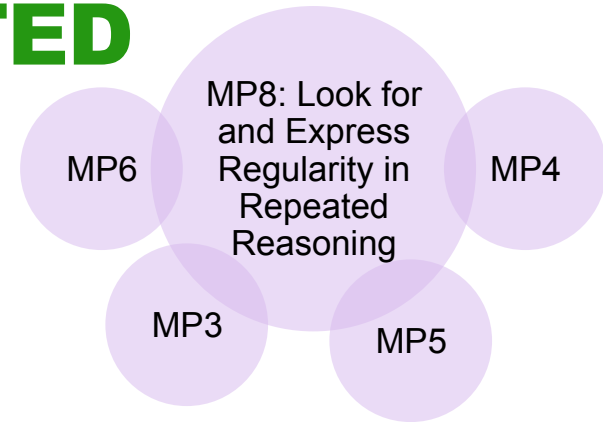 TED
MP8: Look for
and Express
Regularity in
Repeated
Reasoning
MP6
MP4
MP3
MP5